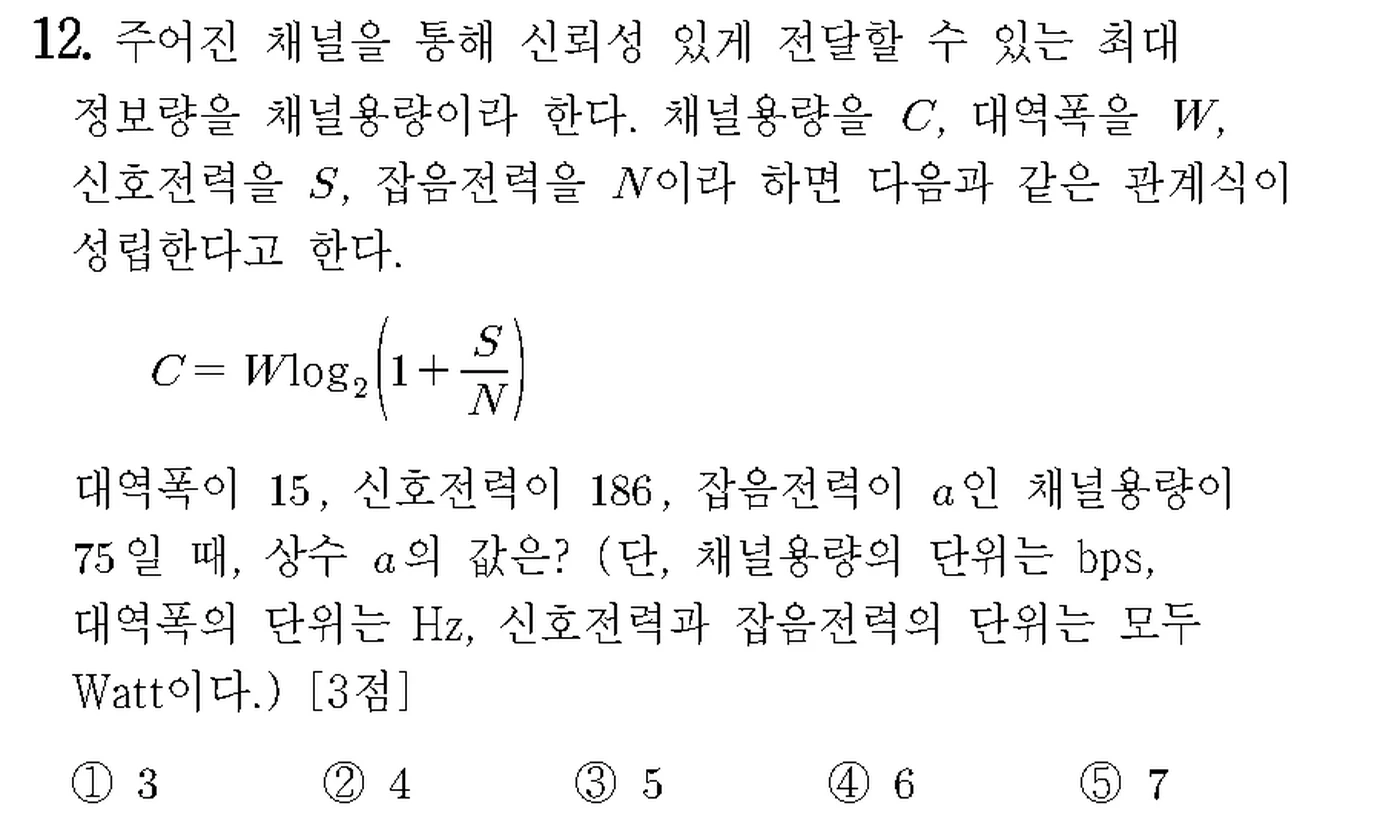 12. 주어진 채널을 통해 신뢰성 있게 전달할 수 있는 최대
정보량을 채널용량이라 한다. 채널용량을 C, 대역폭을 W,
신호전력을 S, 잡음전력을 N이라 하면 다음과 같은 관계식이
성립한다고 한다.
C = Wlog₂(1 + S/N)
대역폭이 15, 신호전력이 186, 잡음전력이 a인 채널용량이
75일 때, 상수 a의 값은? (단, 채널용량의 단위는 bps,
대역폭의 단위는 Hz, 신호전력과 잡음전력의 단위는 모두
Watt이다.) [3점]
① 3 ② 4 ③ 5 ④ 6 ⑤ 7